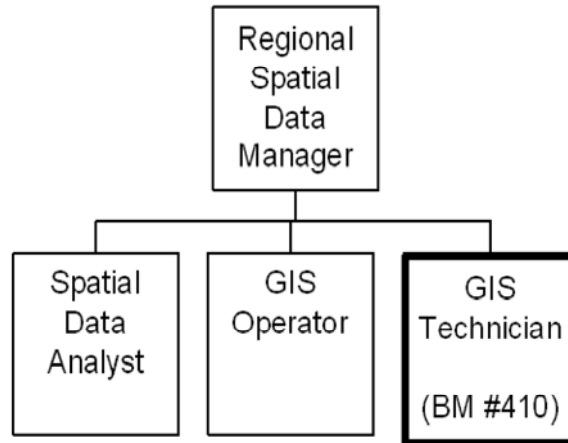 Regional
Spatial
Data
Manager
Spatial
Data
Analyst
GIS
Operator
GIS
Technician
(BM #410)